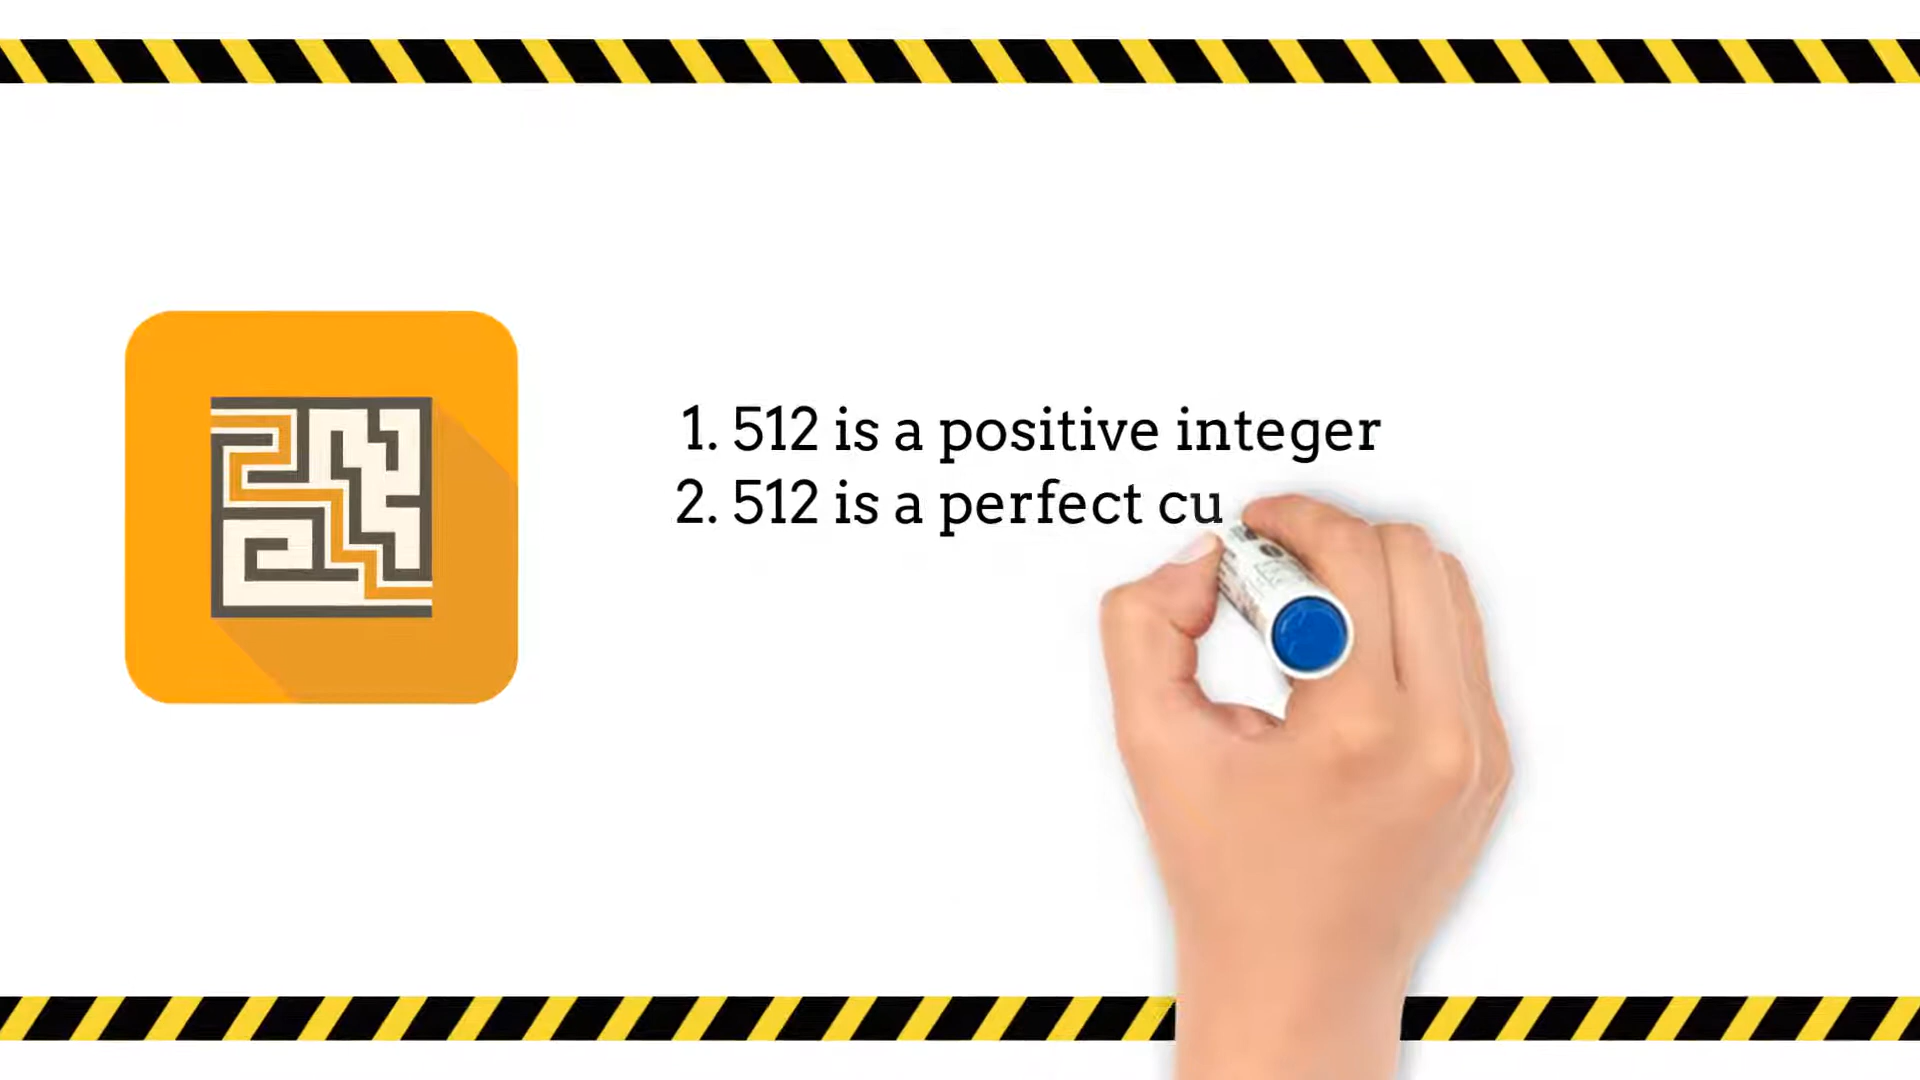 1. 512 is a positive integer
2. 512 is a perfect cu